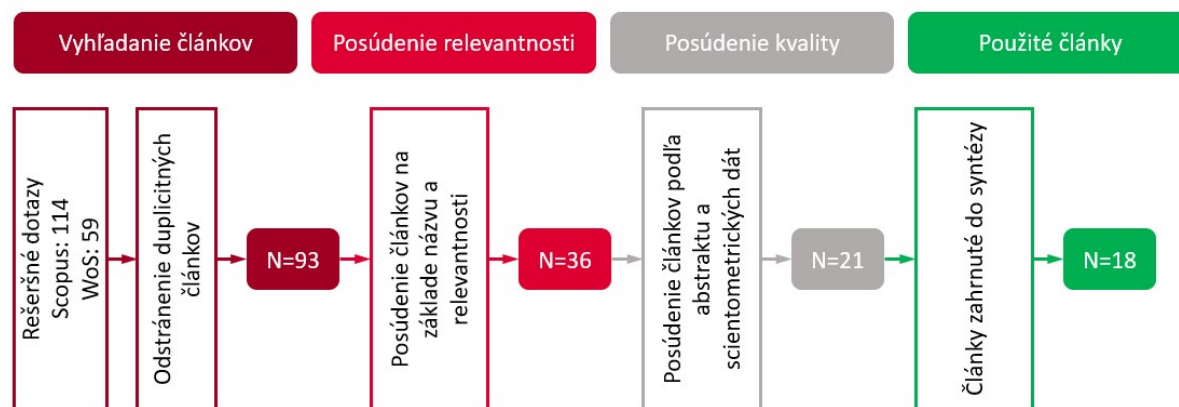 Vyhľadanie článkov
Posúdenie relevantnosti
Posúdenie kvality
Použité články
Rešeršné dotazy
Scopus: 114
WoS: 59
Odstránenie duplicitných
článkov
N=93
Posúdenie článkov na
základe názvu a
relevantnosti
N=36
Posúdenie článkov podľa
abstraktu a
scientometrických dát
N=21
Články zahrnuté do syntézy
N=18